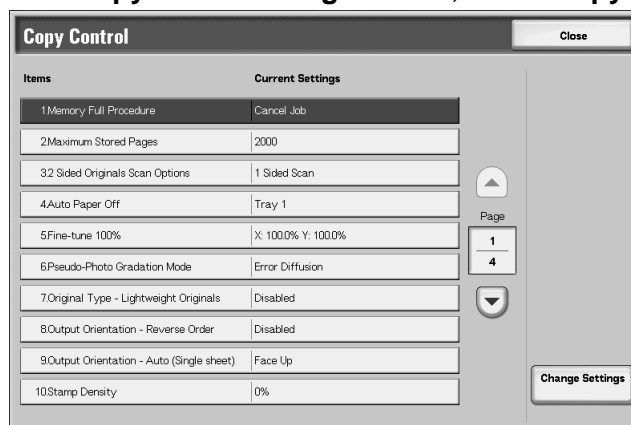 Copy Control
Close
Items Current Settings
1.Memory Full Procedure Cancel Job
2.Maximum Stored Pages 2000
3.2 Sided Originals Scan Options 1 Sided Scan
4.Auto Paper Off Tray 1
5.Fine-tune 100% X: 100.0% Y: 100.0%
6.Pseudo-Photo Gradation Mode Error Diffusion
7.Original Type - Lightweight Originals Disabled
8.Output Orientation - Reverse Order Disabled
9.Output Orientation - Auto (Single sheet) Face Up
10.Stamp Density 0%
Page
1
4
Change Settings